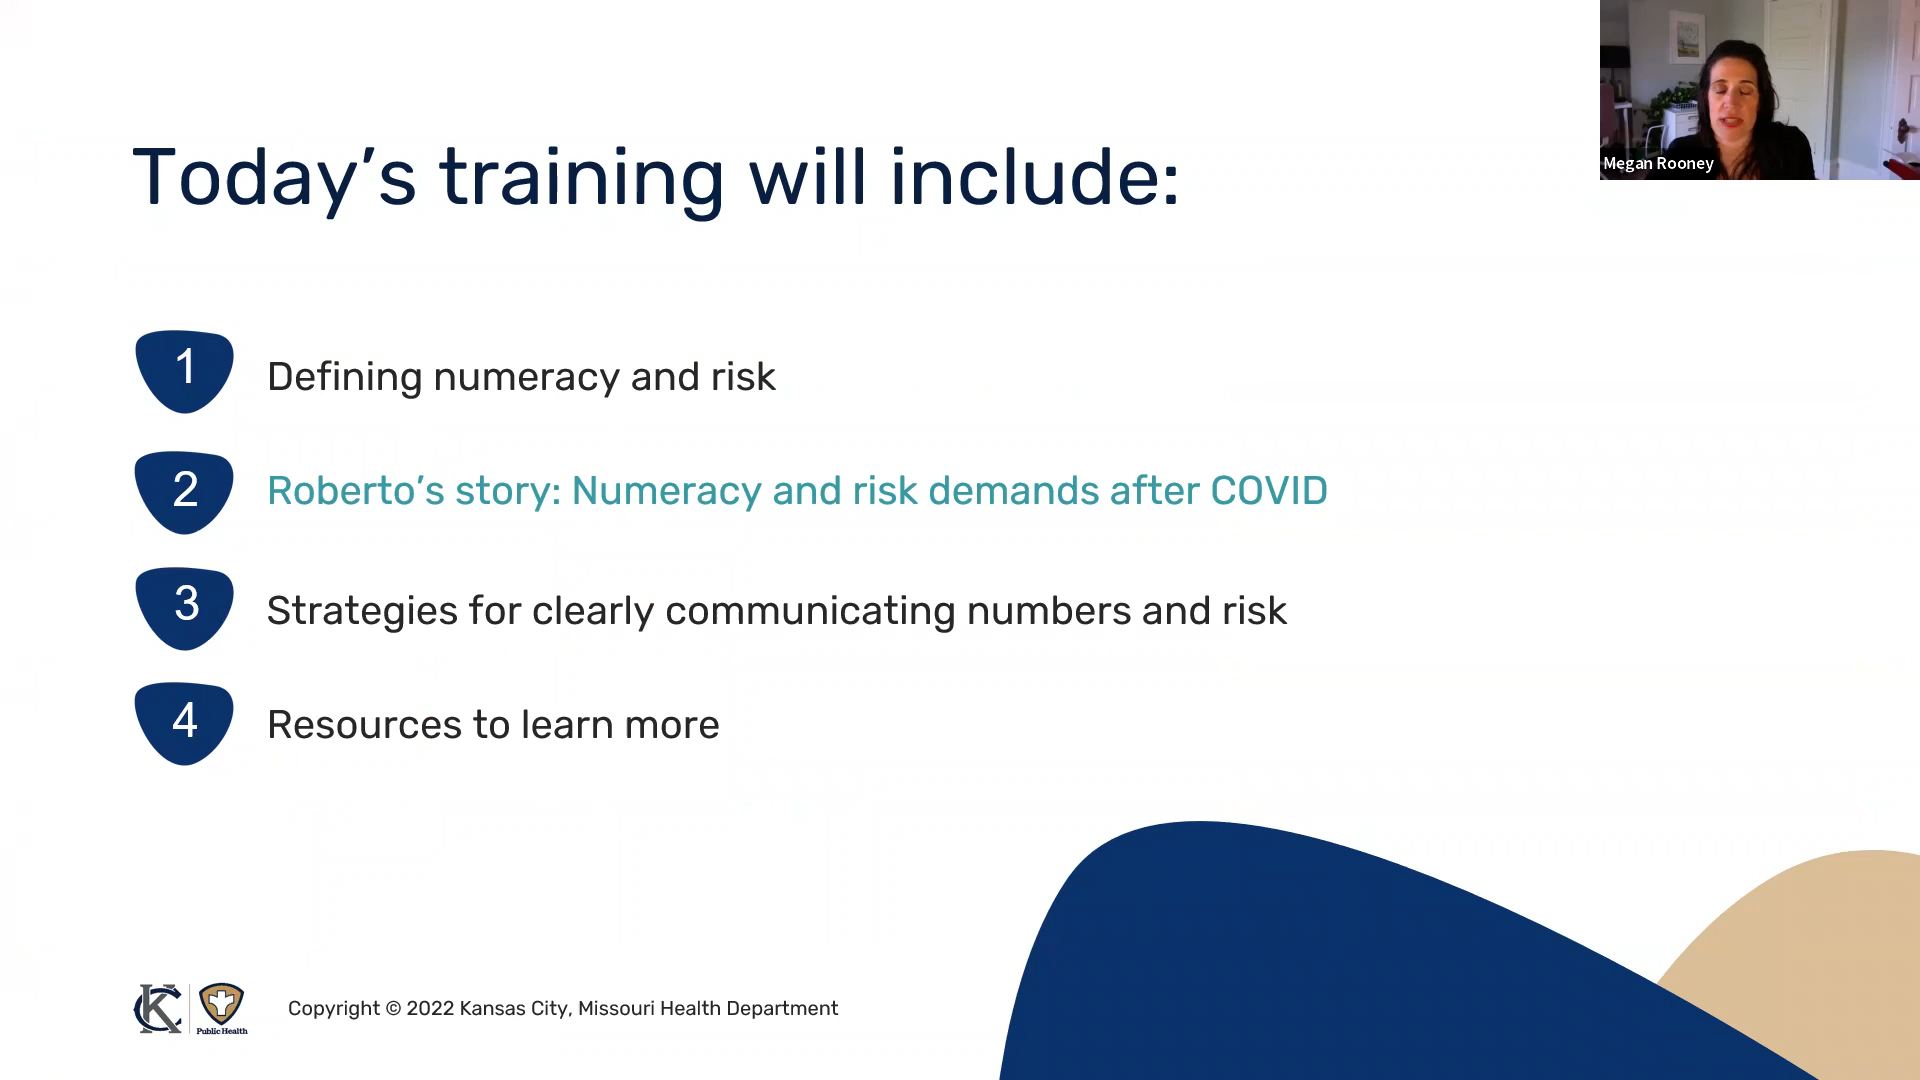 Today’s training will include:
Megan Rooney
1
Defining numeracy and risk
2
Roberto’s story: Numeracy and risk demands after COVID
3
Strategies for clearly communicating numbers and risk
4
Resources to learn more
KC
Public Health
Copyright © 2022 Kansas City, Missouri Health Department